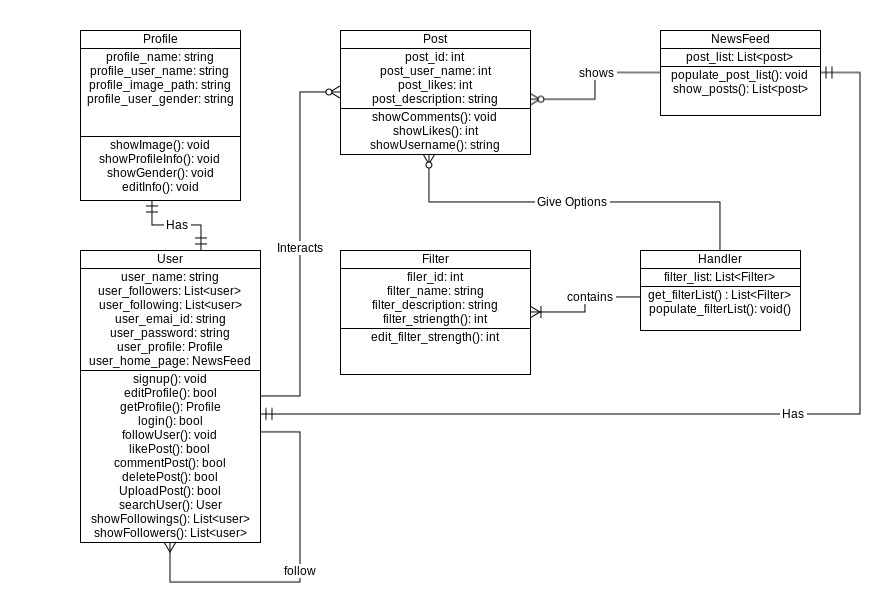 Profile
profile_name: string
profile_user_name: string
profile_image_path: string
profile_user_gender: string
showImage(): void
showProfileInfo(): void
showGender(): void
editInfo(): void
Post
post_id: int
post_user_name: int
post_likes: int
post_description: string
showComments(): void
showLikes(): int
showUsername(): string
shows
NewsFeed
post_list: List<post>
populate_post_list(): void
show_posts(): List<post>
Has
Give Options
Interacts
User
user_name: string
user_followers: List<user>
user_following: List<user>
user_emai_id: string
user_password: string
user_profile: Profile
user_home_page: NewsFeed
signup(): void
editProfile(): bool
getProfile(): Profile
login(): bool
followUser(): void
likePost(): bool
commentPost(): bool
deletePost(): bool
UploadPost(): bool
searchUser(): User
showFollowings(): List<user>
showFollowers(): List<user>
Filter
filer_id: int
filter_name: string
filter_description: string
filter_striength(): int
edit_filter_strength(): int
contains
Handler
filter_list: List<Filter>
get_filterList() : List<Filter>
populate_filterList(): void()
Has
follow